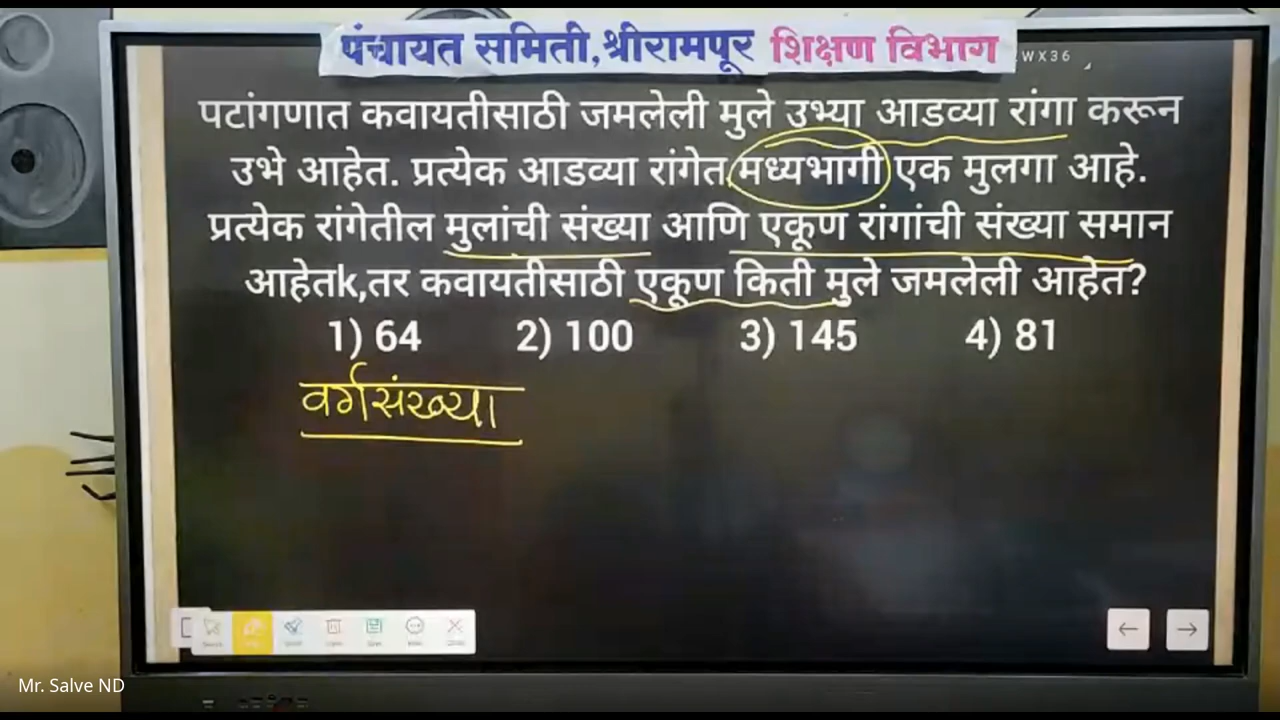 पंचायत समिती,श्रीरामपूर शिक्षण विभाग
WX36
पटांगणात कवायतीसाठी जमलेली मुले उभ्या आडव्या रांगा करून
उभे आहेत. प्रत्येक आडव्या रांगेत मध्यभागी एक मुलगा आहे.
प्रत्येक रांगेतील मुलांची संख्या आणि एकूण रांगांची संख्या समान
आहेतk,तर कवायतीसाठी एकूण किती मुले जमलेली आहेत?
1) 64 2) 100 3) 145 4) 81
वर्गसंख्या
Mr. Salve ND